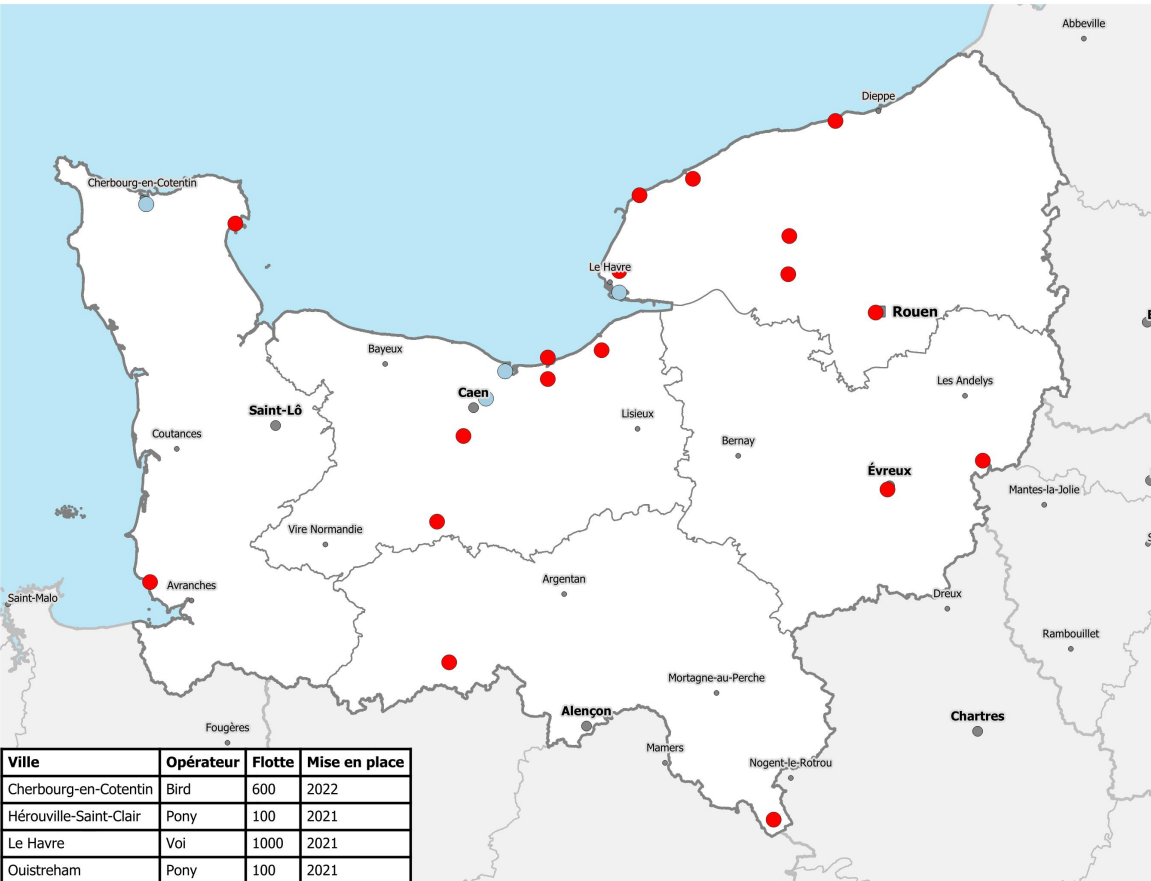 Abbeville
Dieppe
Cherbourg-en-Cotentin
Le Havre
Rouen
Bayeux
Les Andelys
Caen
Saint-Lô
Lisieux
Coutances
Bernay
Évreux
Mantes-la-Jolie
Vire Normandie
Argentan
Avranches
Saint-Malo
Dreux
Rambouillet
Mortagne-au-Perche
Alençon
Chartres
Fougères
Mamers
Nogent-le-Rotrou
Ville Opérateur Flotte Mise en place
Cherbourg-en-Cotentin Bird 600 2022
Hérouville-Saint-Clair Pony 100 2021
Le Havre Voi 1000 2021
Ouistreham Pony 100 2021